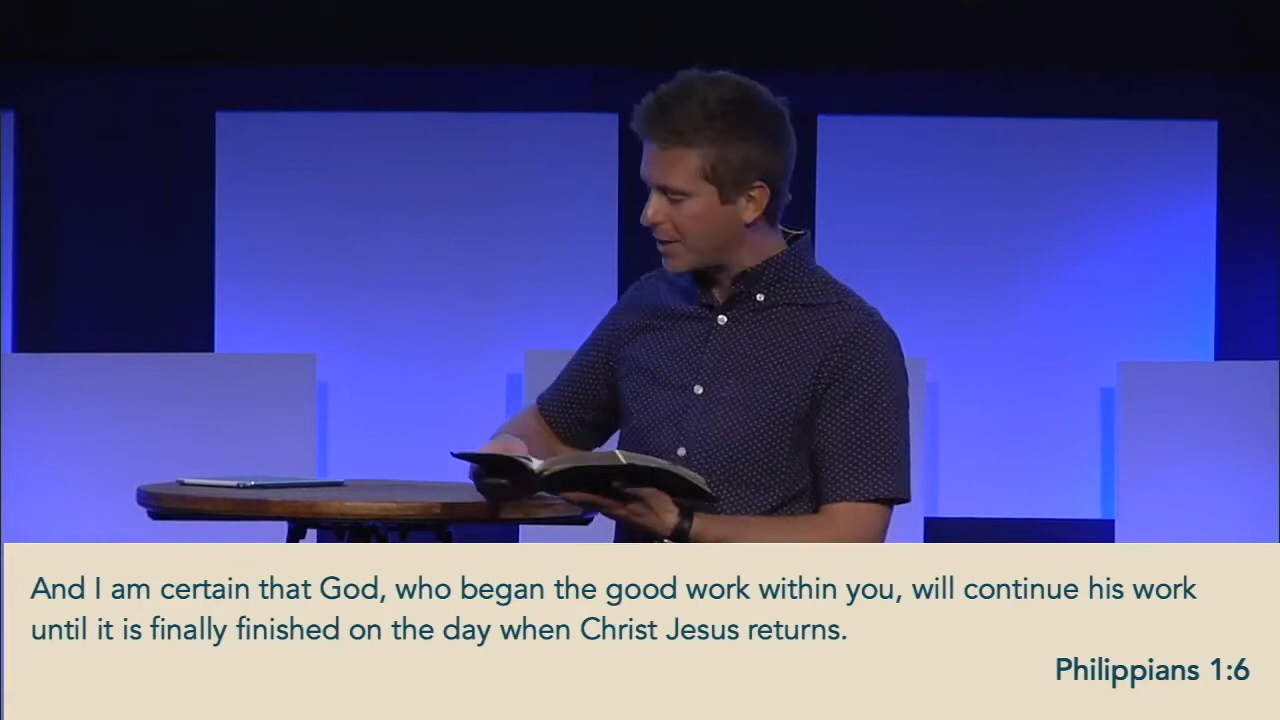 And I am certain that God, who began the good work within you, will continue his work
until it is finally finished on the day when Christ Jesus returns.
Philippians 1:6